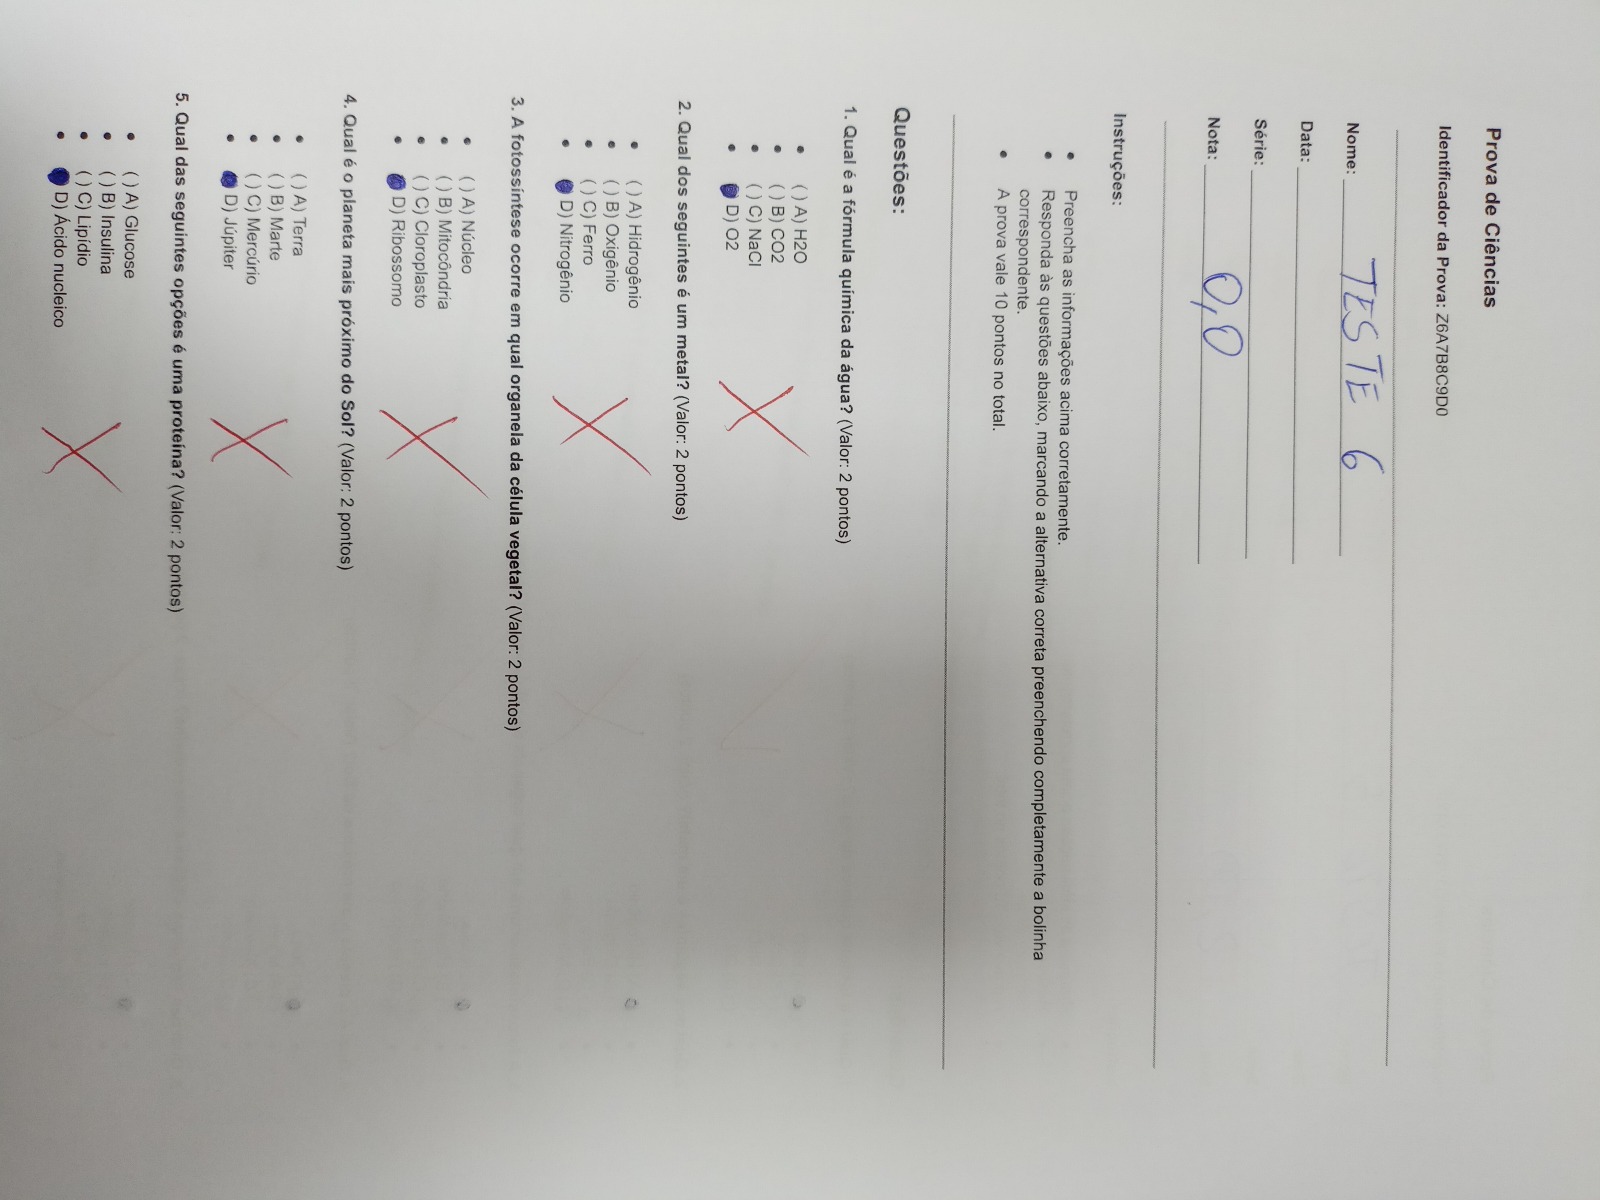 Prova de Ciências
Identificador da Prova: Z6A7B8C9D0
Nome: TESTE 6
Data:
Série:
Nota: 0,0
Instruções:
• Preencha as informações acima corretamente.
• Responda às questões abaixo, marcando a alternativa correta preenchendo completamente a bolinha
correspondente.
• A prova vale 10 pontos no total.
Questões:
1. Qual é a fórmula química da água? (Valor: 2 pontos)
• ( ) A) H2O
• ( ) B) CO2
• ( ) C) NaCl
• D) O2
2. Qual dos seguintes é um metal? (Valor: 2 pontos)
• ( ) A) Hidrogênio
• ( ) B) Oxigênio
• ( ) C) Ferro
• D) Nitrogênio
3. A fotossíntese ocorre em qual organela da célula vegetal? (Valor: 2 pontos)
• ( ) A) Núcleo
• ( ) B) Mitocôndria
• ( ) C) Cloroplasto
• D) Ribossomo
4. Qual é o planeta mais próximo do Sol? (Valor: 2 pontos)
• ( ) A) Terra
• ( ) B) Marte
• ( ) C) Mercúrio
• D) Júpiter
5. Qual das seguintes opções é uma proteína? (Valor: 2 pontos)
• ( ) A) Glucose
• ( ) B) Insulina
• ( ) C) Lipídio
• D) Ácido nucleico